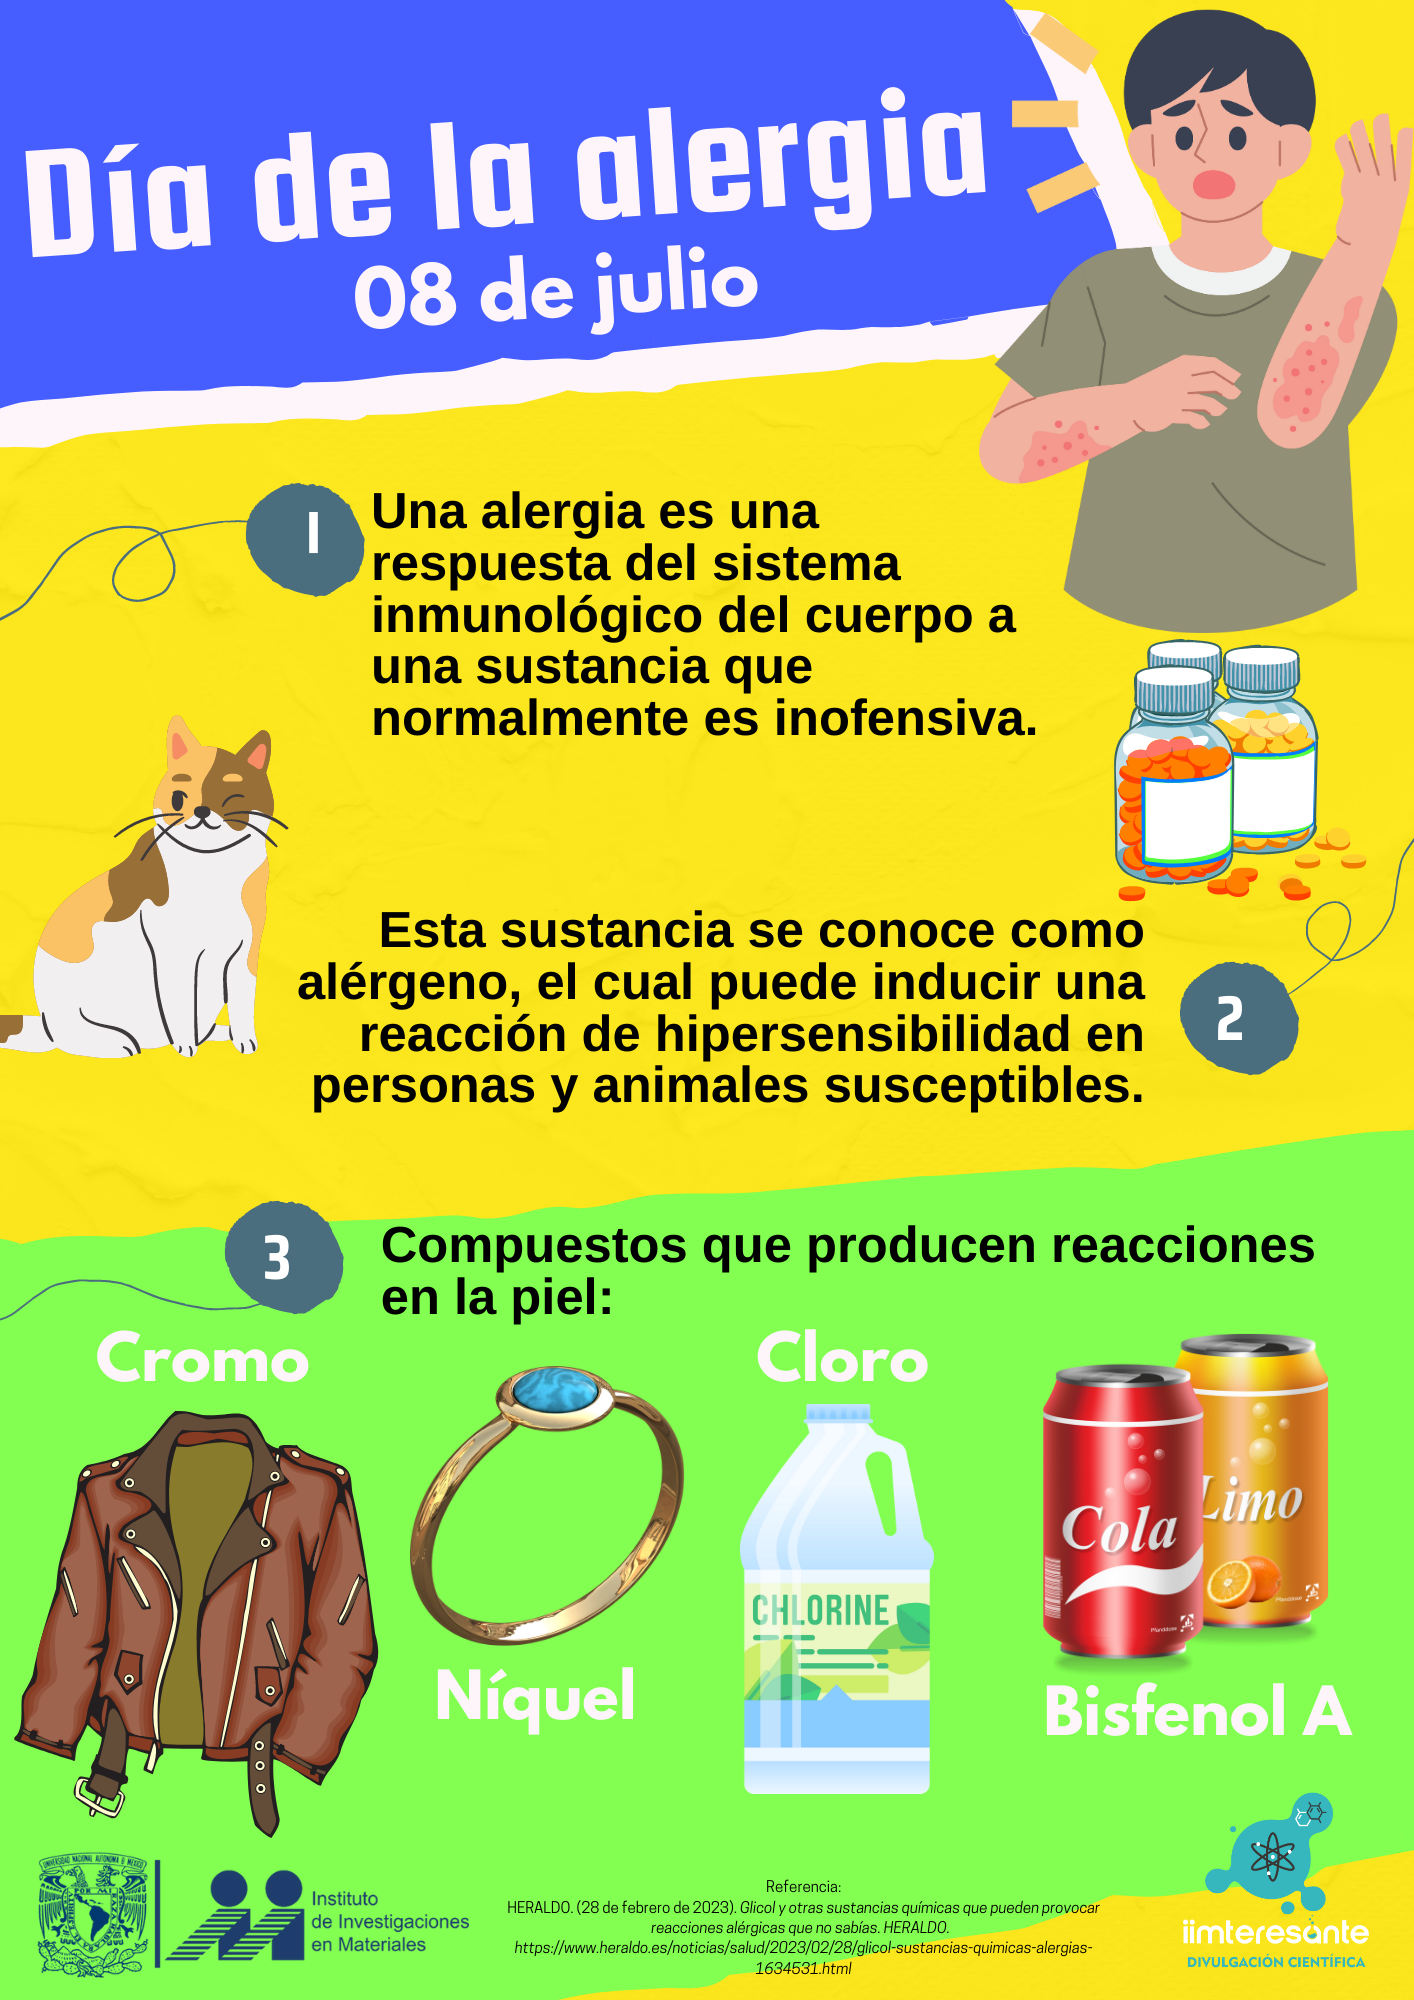 Día de la alergia
08 de julio
1
Una alergia es una
respuesta del sistema
inmunológico del cuerpo a
una sustancia que
normalmente es inofensiva.
Esta sustancia se conoce como
alérgeno, el cual puede inducir una
reacción de hipersensibilidad en
personas y animales susceptibles.
2
3
Compuestos que producen reacciones
en la piel:
Cromo
Cloro
CHLORINE
Cola
Limo
Níquel
Bisfenol A
UNIVERSIDAD NACIONAL AUTONOMA D MEXICO
POR MI
Instituto
de Investigaciones
en Materiales
Referencia:
HERALDO. (28 de febrero de 2023). Glicol y otras sustancias químicas que pueden provocar
reacciones alérgicas que no sabías. HERALDO.
https://www.heraldo.es/noticias/salud/2023/02/28/glicol-sustancias-quimicas-alergias-
1634531.html
iimteresante
DIVULGACIÓN CIENTÍFICA